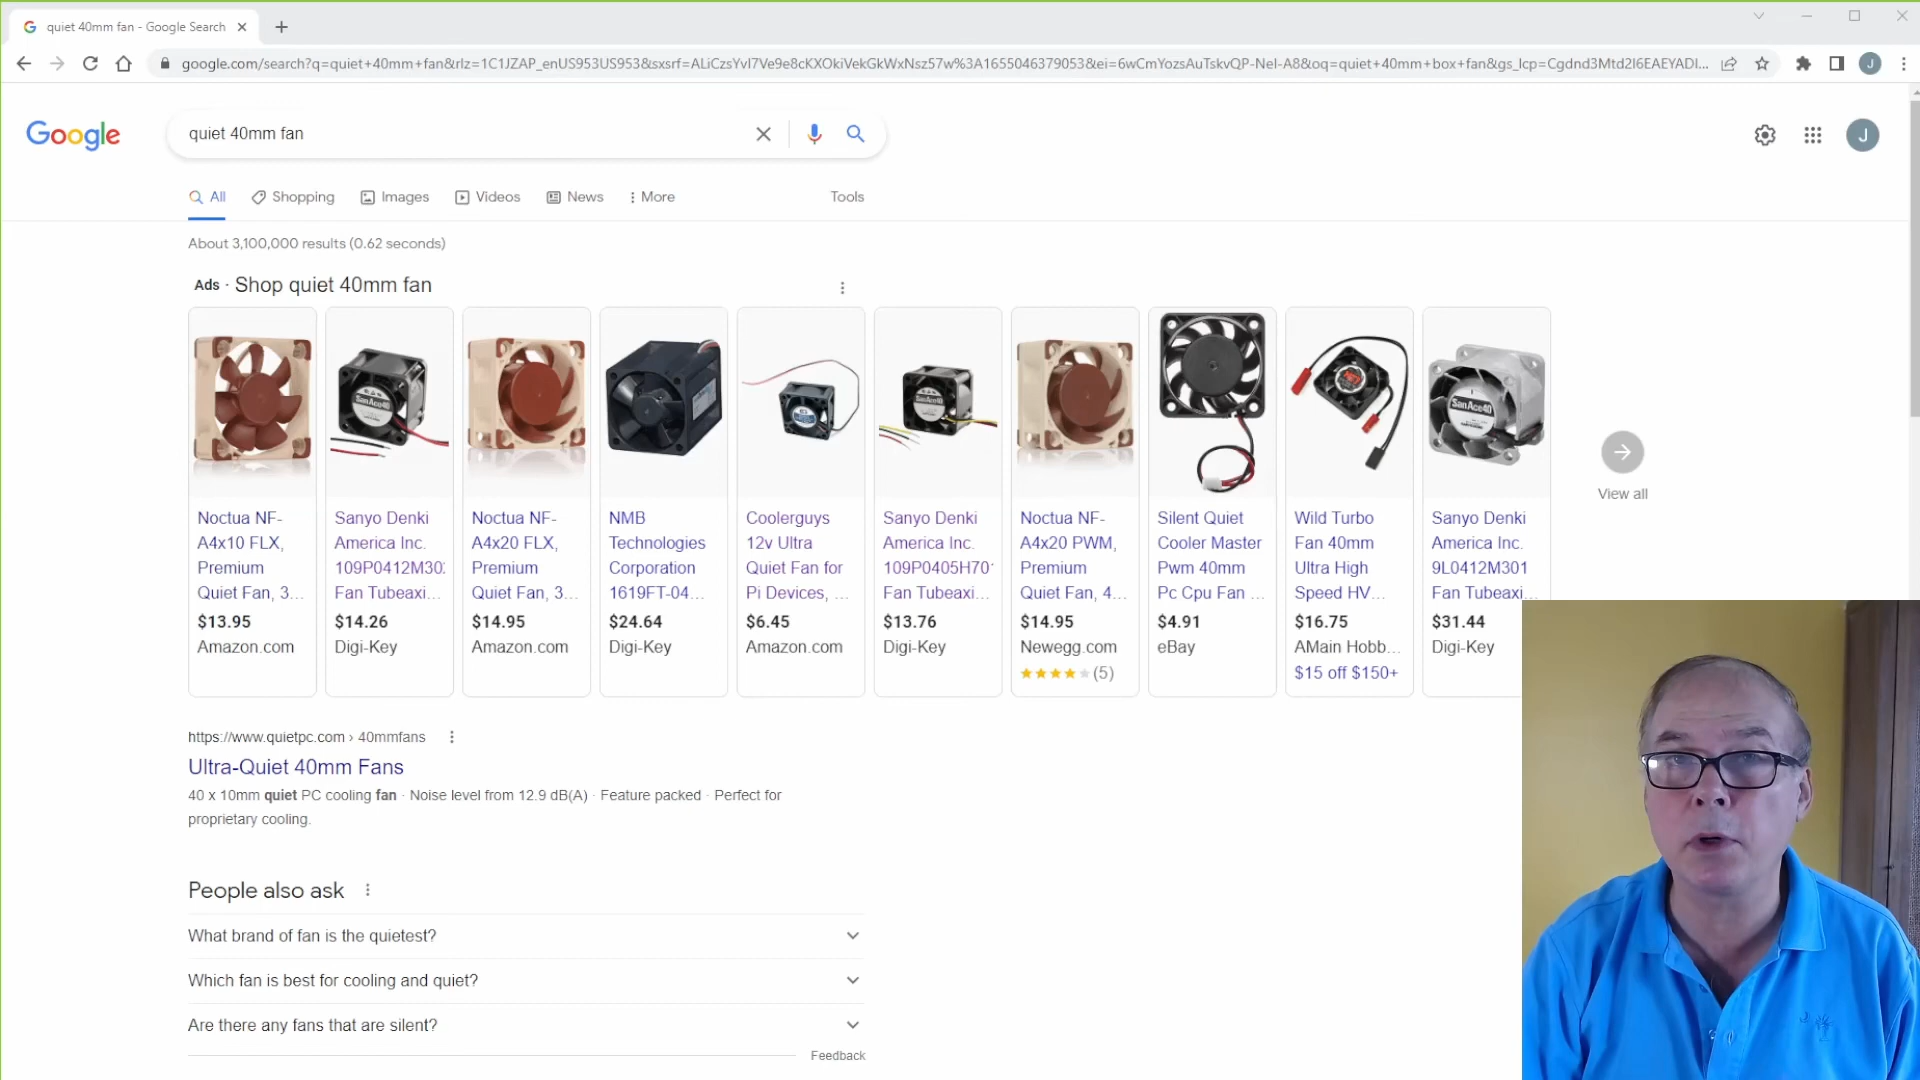 quiet 40mm fan - Google Search
google.com/search?q=quiet+40mm+fan&rlz=1C1JZAP_enUS953US953&sxsrf=ALiCzsYvI7Ve9e8cKXOkiVekGkWxNsz57w%3A1655046379053&ei=6wCmYozsAuTskvQP-NeI-A8&oq=quiet+40mm+box+fan&gs_lcp=Cgdnd3Mtd2l6EAEYADI...
J
Google
quiet 40mm fan
J
All
Shopping
Images
Videos
News
More
Tools
About 3,100,000 results (0.62 seconds)
Ads · Shop quiet 40mm fan
SanAce40
SanAce40
Noctua NF-
A4x10 FLX,
Premium
Quiet Fan, 3...
$13.95
Amazon.com
Sanyo Denki
America Inc.
109P0412M30
Fan Tubeaxi...
$14.26
Digi-Key
Noctua NF-
A4x20 FLX,
Premium
Quiet Fan, 3...
$14.95
Amazon.com
NMB
Technologies
Corporation
1619FT-04...
$24.64
Digi-Key
Coolerguys
12v Ultra
Quiet Fan for
Pi Devices, ...
$6.45
Amazon.com
Sanyo Denki
America Inc.
109P0405H70
Fan Tubeaxi...
$13.76
Digi-Key
Noctua NF-
A4x20 PWM,
Premium
Quiet Fan, 4...
$14.95
Newegg.com
(5)
Silent Quiet
Cooler Master
Pwm 40mm
Pc Cpu Fan ...
$4.91
eBay
Wild Turbo
Fan 40mm
Ultra High
Speed HV...
$16.75
AMain Hobb...
$15 off $150+
Sanyo Denki
America Inc.
9L0412M301
Fan Tubeaxi...
$31.44
Digi-Key
View all
https://www.quietpc.com › 40mmfans
Ultra-Quiet 40mm Fans
40 x 10mm quiet PC cooling fan · Noise level from 12.9 dB(A) · Feature packed · Perfect for
proprietary cooling.
People also ask
What brand of fan is the quietest?
Which fan is best for cooling and quiet?
Are there any fans that are silent?
Feedback